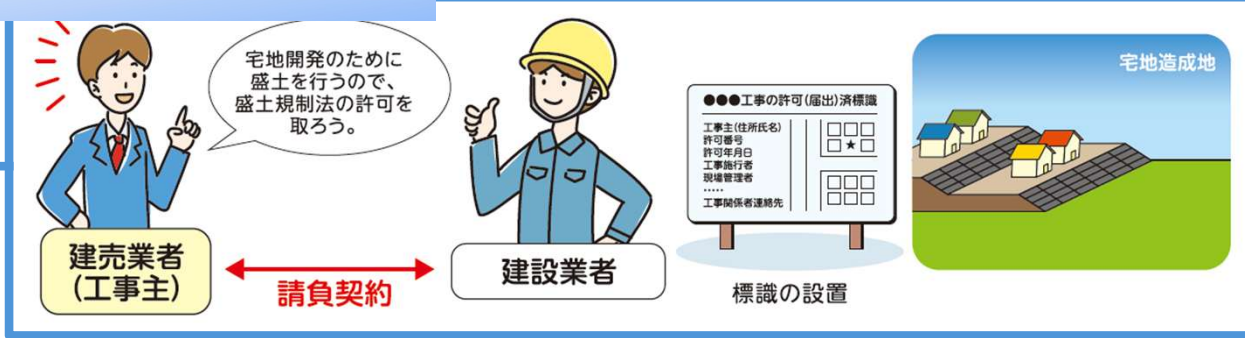 宅地開発のために
盛土を行うので、
盛土規制法の許可を
取ろう。
建売業者
(工事主)
請負契約
建設業者
●●●工事の許可(届出)済標識
工事主(住所氏名)
許可番号
許可年月日
工事施行者
現場管理者
……
工事関係者連絡先
標識の設置
宅地造成地